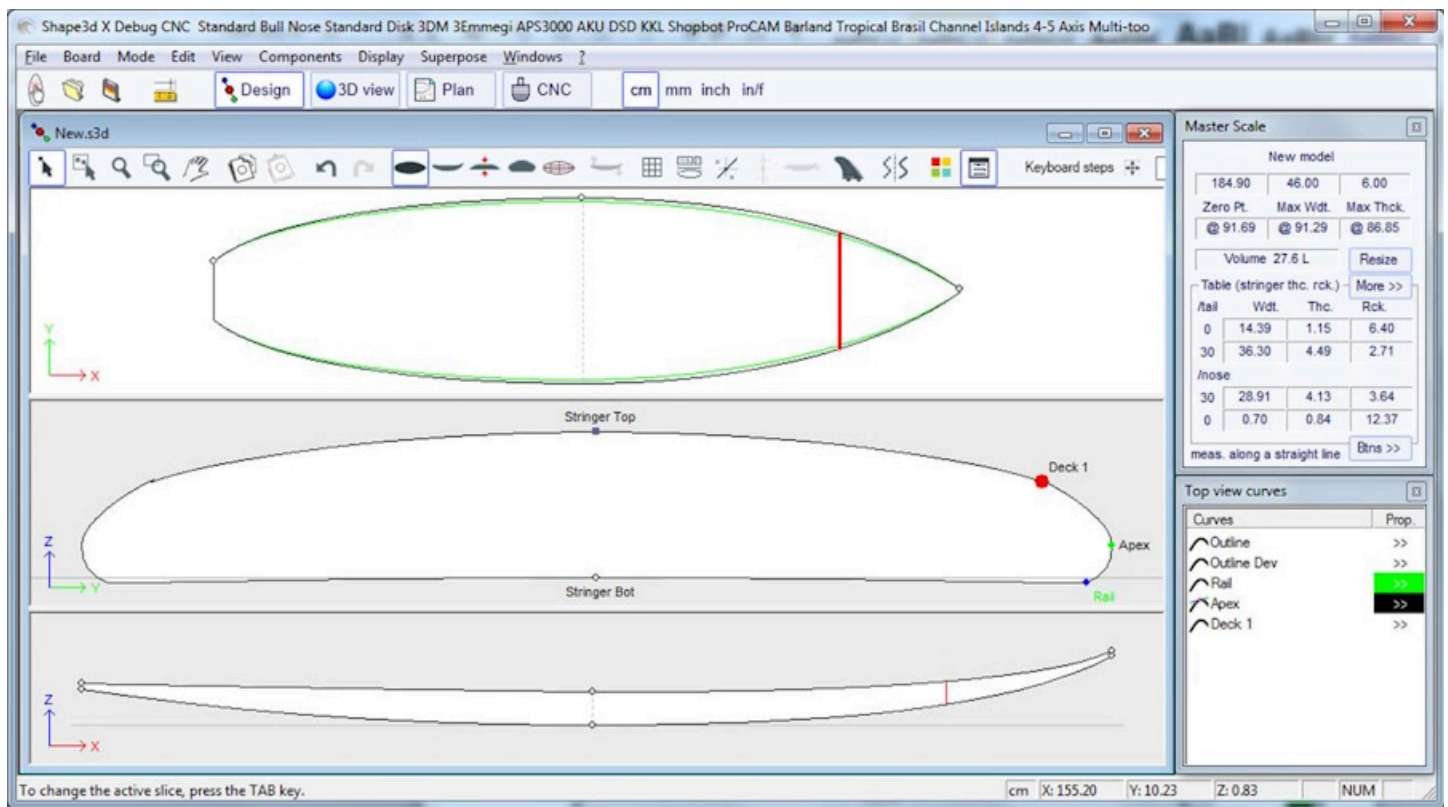 Shape3d X Debug CNC Standard Bull Nose Standard Disk 3DM 3Emmegi APS3000 AKU DSD KKL Shopbot ProCAM Barland Tropical Brasil Channel Islands 4-5 Axis Multi-too
File Board Mode Edit View Components Display Superpose Windows ?
Design 3D view Plan CNC cm mm inch in/f
New.s3d
Keyboard steps
Y
X
Stringer Top
Deck 1
Apex
Z
Y
Stringer Bot
Rail
Z
X
Master Scale
New model
184.90 46.00 6.00
Zero Pt. Max Wdt. Max Thck.
@ 91.69 @ 91.29 @ 86.85
Volume 27.6 L Resize
Table (stringer thc. rck.) More >>
/tail Wdt. Thc. Rck.
0 14.39 1.15 6.40
30 36.30 4.49 2.71
/nose
30 28.91 4.13 3.64
0 0.70 0.84 12.37
meas. along a straight line Btns >>
Top view curves
Curves Prop.
Outline >>
Outline Dev >>
Rail >>
Apex >>
Deck 1 >>
To change the active slice, press the TAB key. cm X: 155.20 Y: 10.23 Z: 0.83 NUM